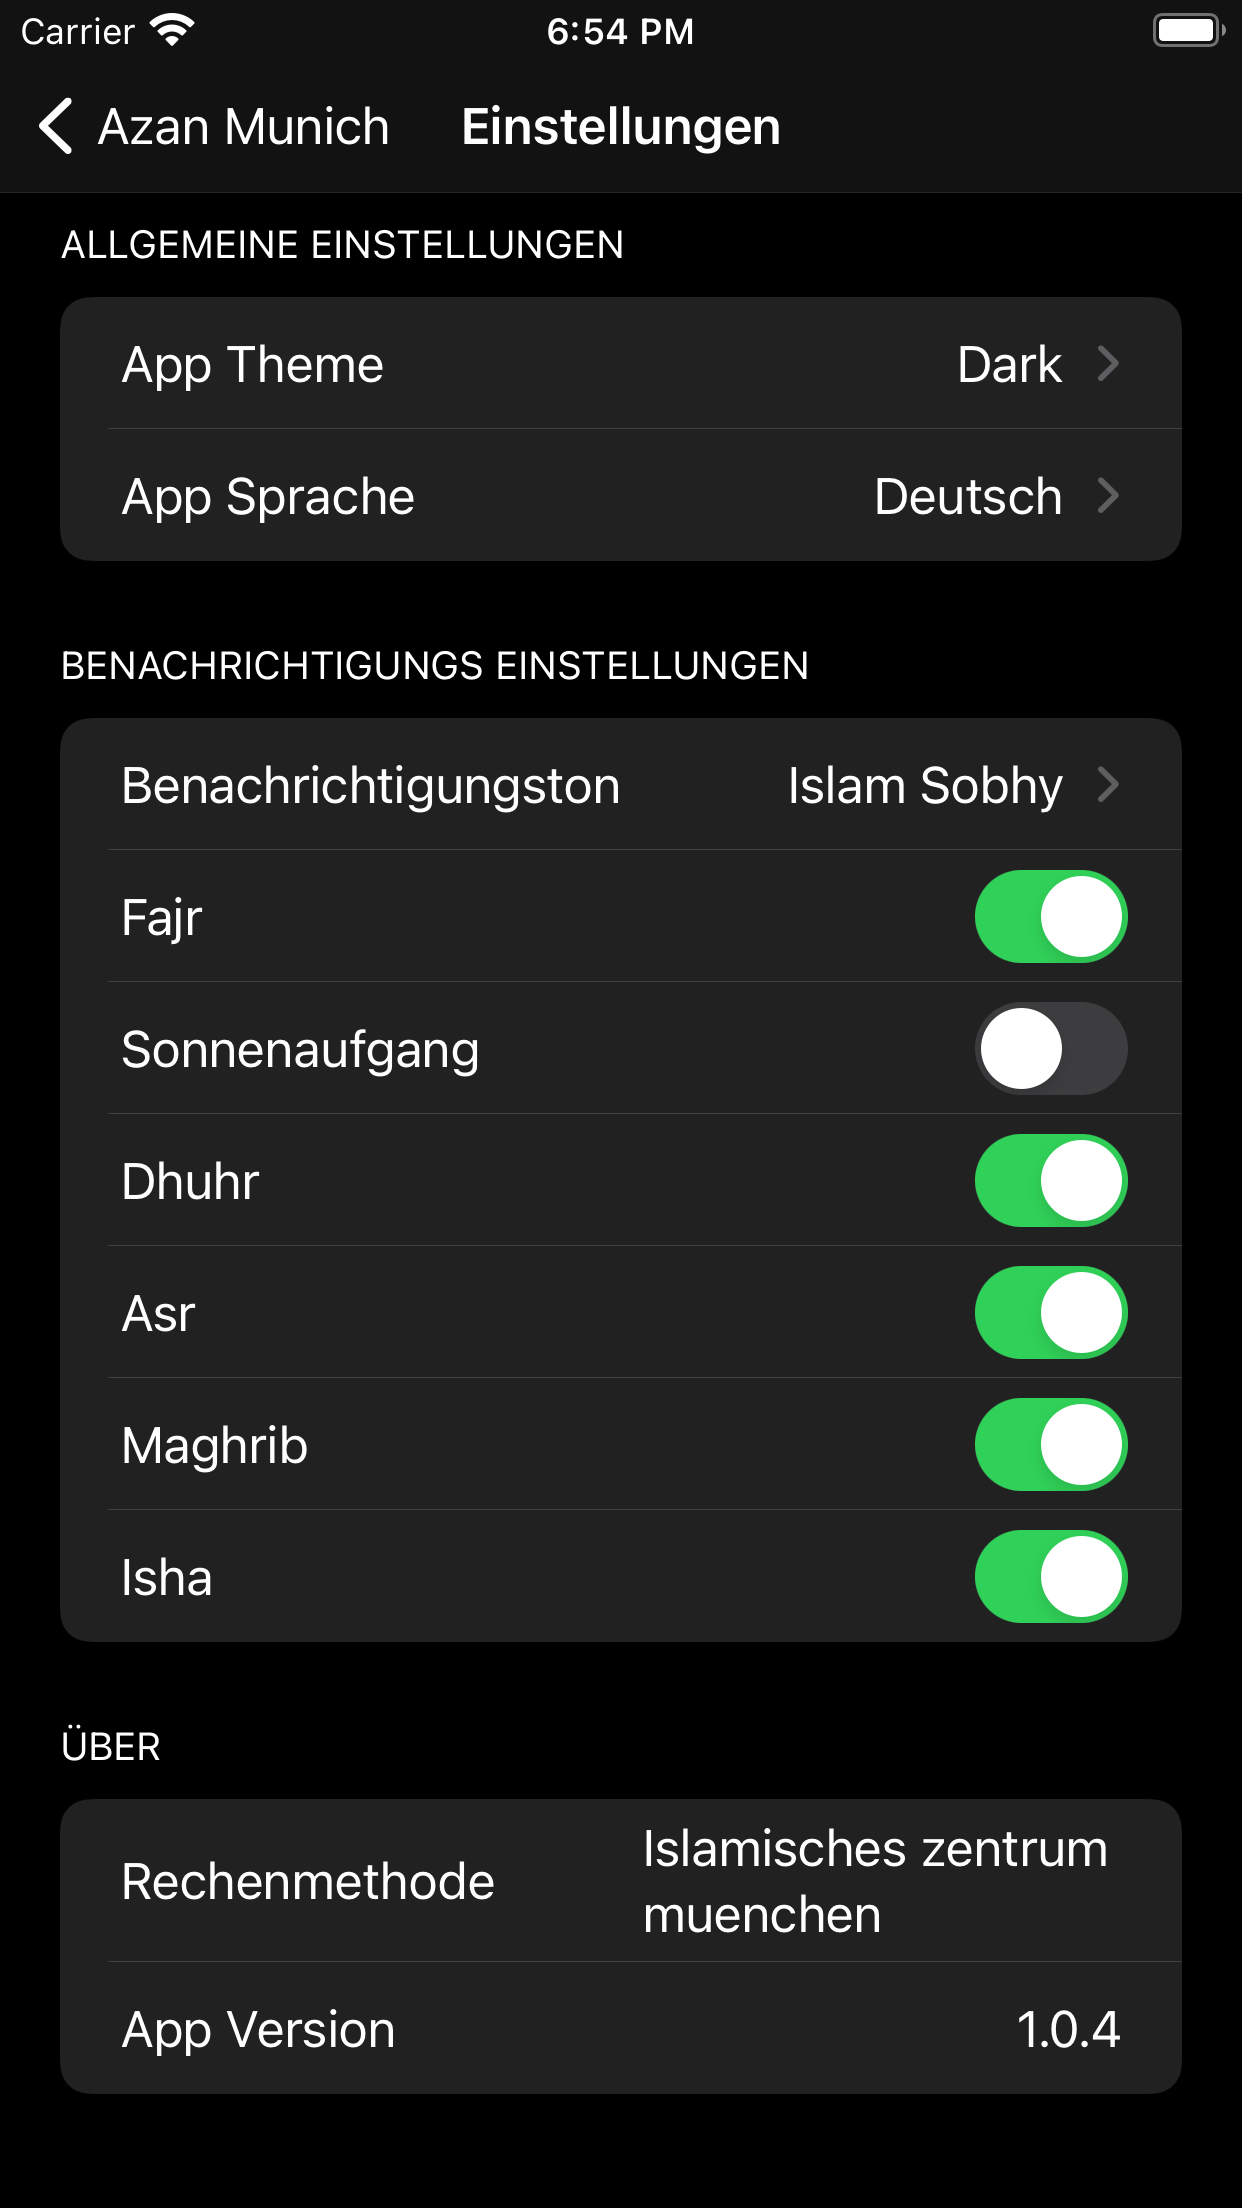 Carrier 6:54 PM
Azan Munich Einstellungen
ALLGEMEINE EINSTELLUNGEN
App Theme Dark
App Sprache Deutsch
BENACHRICHTIGUNGS EINSTELLUNGEN
Benachrichtigungston Islam Sobhy
Fajr
Sonnenaufgang
Dhuhr
Asr
Maghrib
Isha
ÜBER
Rechenmethode Islamisches zentrum
muenchen
App Version 1.0.4